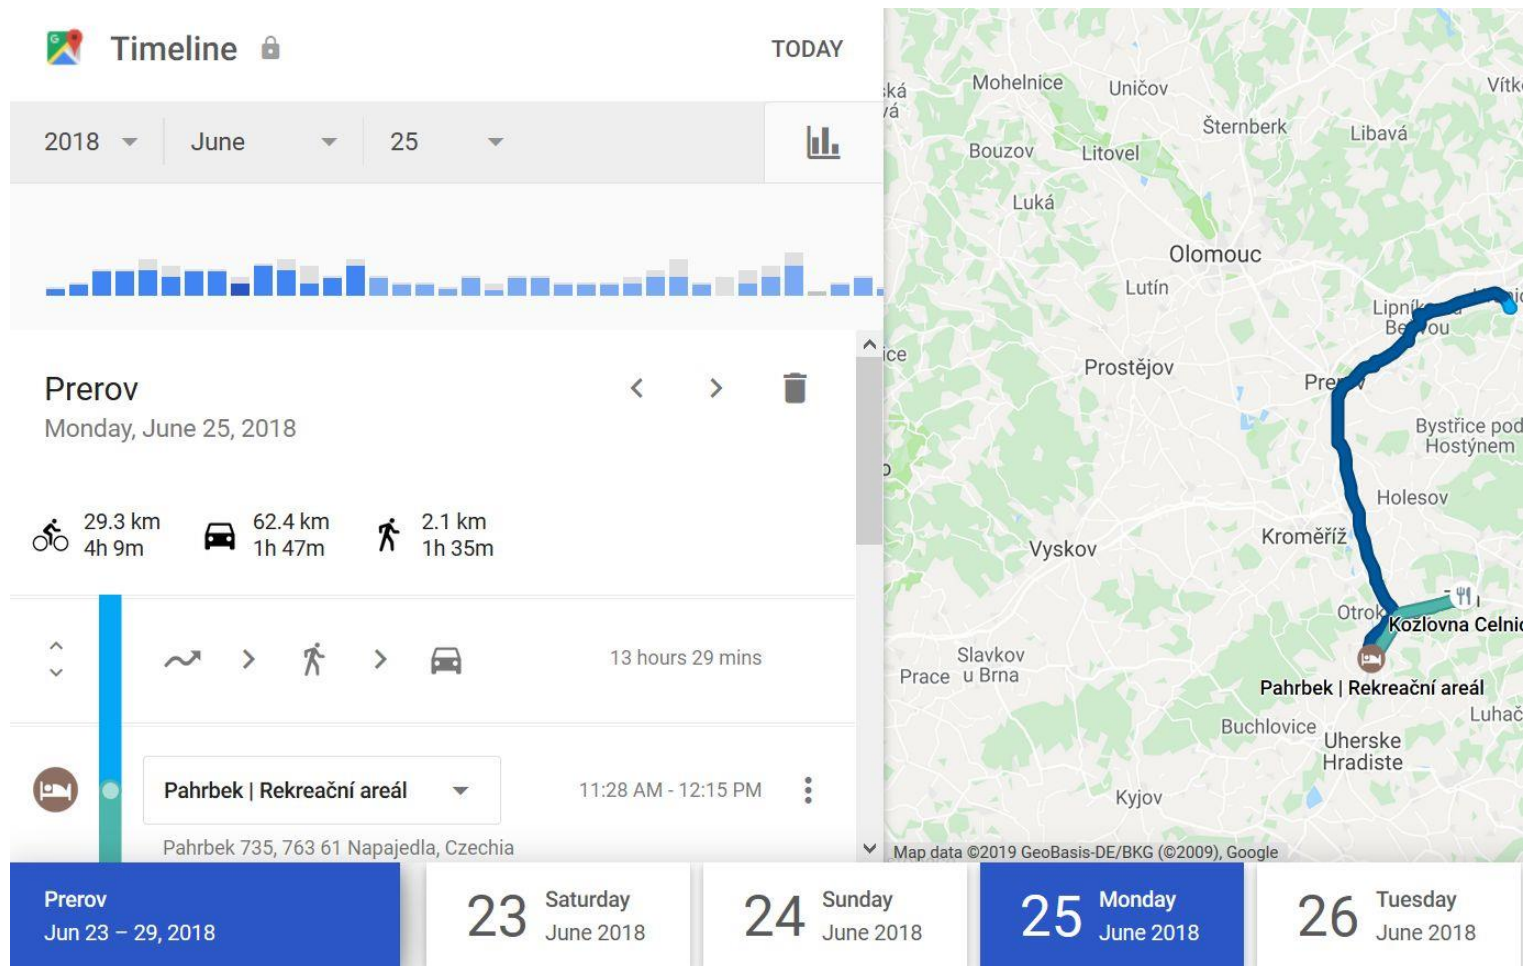 Timeline
TODAY
2018
June
25
Prerov
Monday, June 25, 2018
29.3 km
4h 9m
62.4 km
1h 47m
2.1 km
1h 35m
13 hours 29 mins
Pahrbek | Rekreační areál
11:28 AM - 12:15 PM
Pahrbek 735, 763 61 Napajedla, Czechia
Prerov
Jun 23 – 29, 2018
23
Saturday
June 2018
24
Sunday
June 2018
25
Monday
June 2018
26
Tuesday
June 2018
Mohelnice
Uničov
Vítk
Šternberk
Libavá
Bouzov
Litovel
Luká
Olomouc
Lutín
Prostějov
Bystřice pod
Hostýnem
Holesov
Kroměříž
Vyskov
Otrok
Kozlovna Celnic
Slavkov
u Brna
Prace
Pahrbek | Rekreační areál
Luhač
Buchlovice
Uherske
Hradiste
Kyjov
Map data ©2019 GeoBasis-DE/BKG (©2009), Google